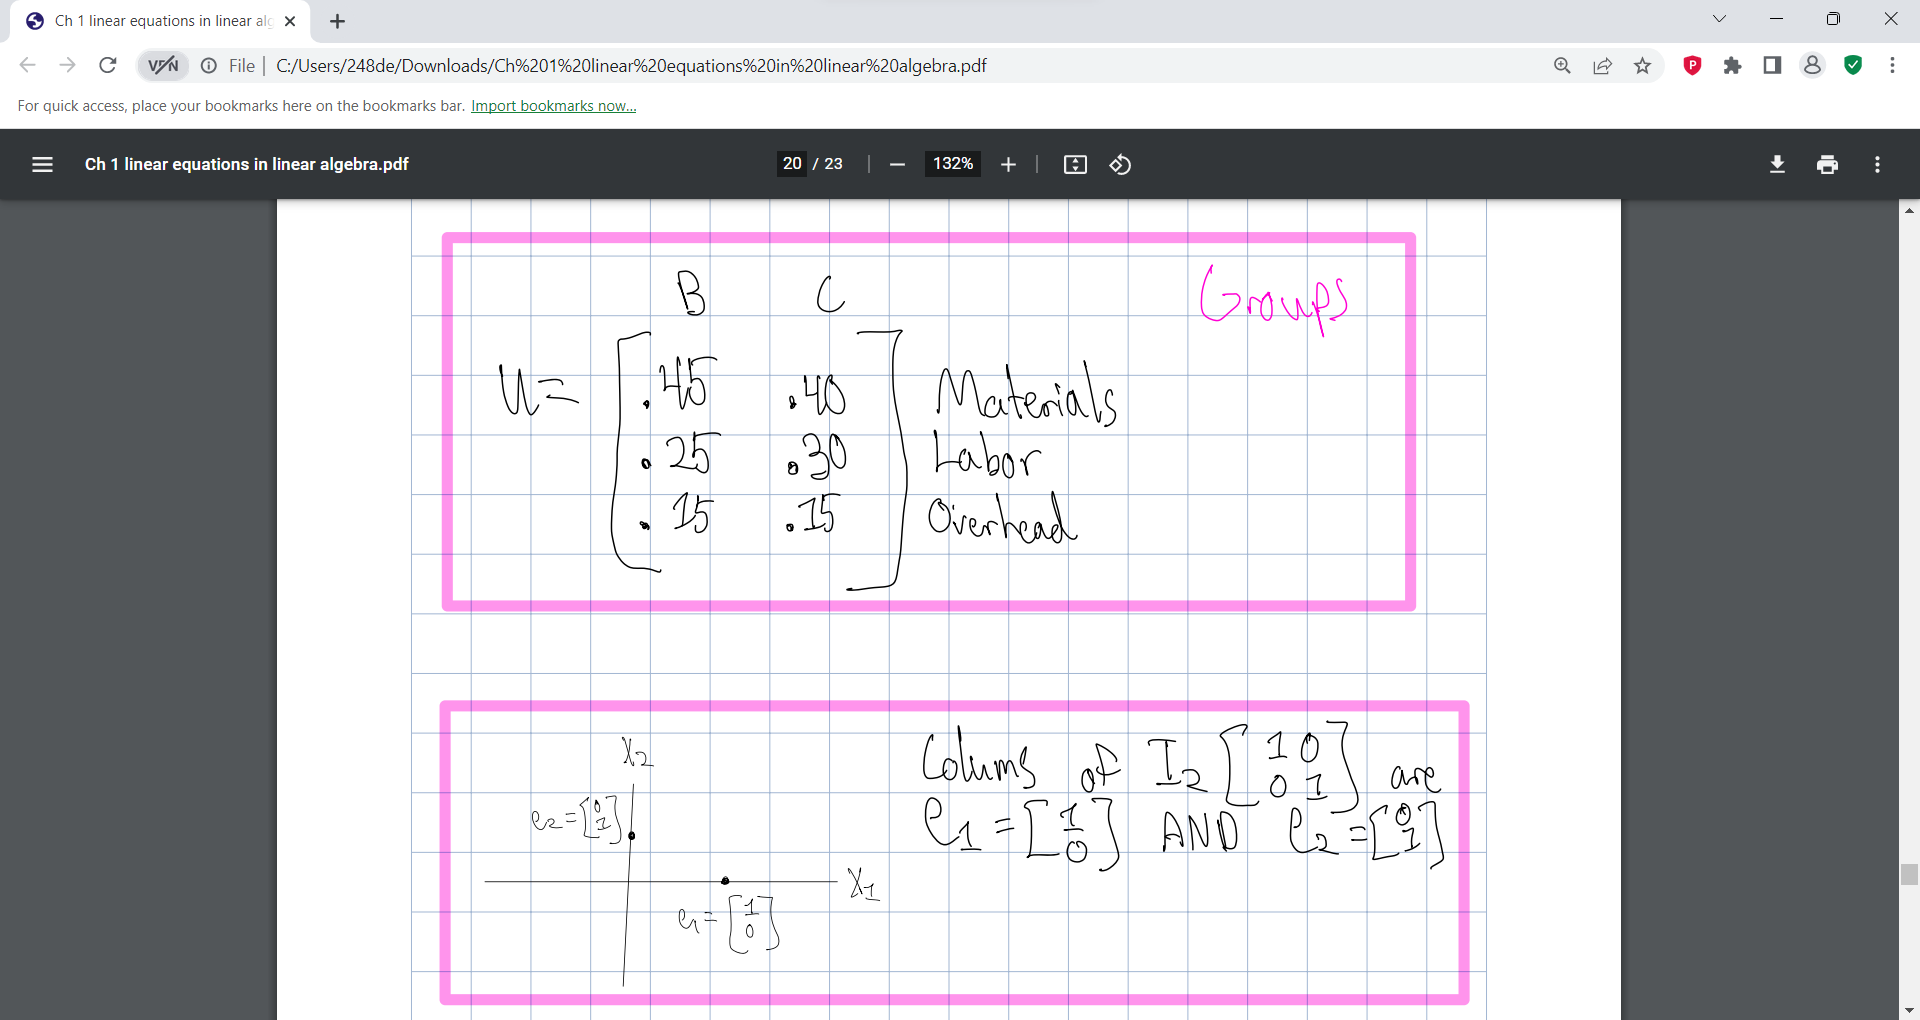 Ch 1 linear equations in linear alg
VPN File C:/Users/248de/Downloads/Ch%201%20linear%20equations%20in%20linear%20algebra.pdf
For quick access, place your bookmarks here on the bookmarks bar. Import bookmarks now...
Ch 1 linear equations in linear algebra.pdf 20 / 23 — 132% +
Groups
B C
U= [ .45 .40 ] Materials
.25 .30 Labor
.15 .15 Overhead
X2
e2=[0 1]
X1
e1=[1 0]
Colums of I2 [1 0 0 1] are
e1=[1 0] AND e2=[0 1]